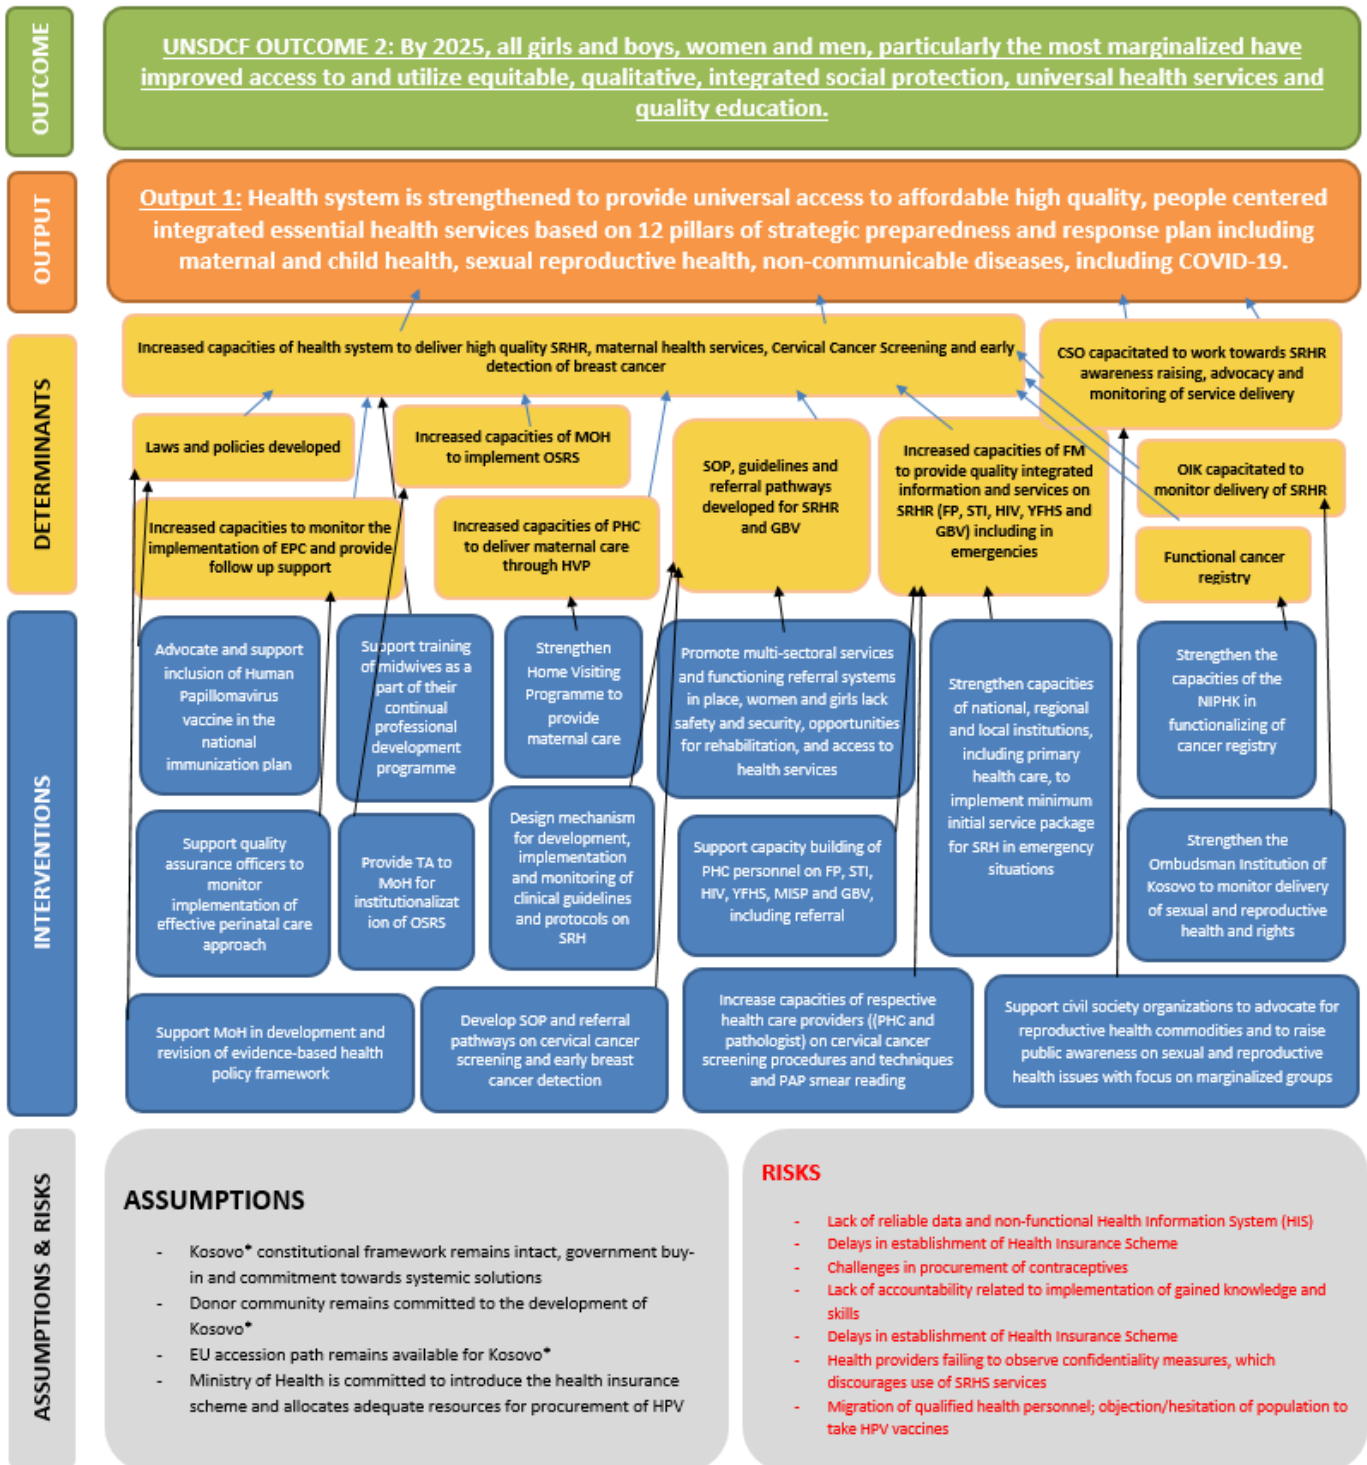 OUTCOME
UNSDCF OUTCOME 2: By 2025, all girls and boys, women and men, particularly the most marginalized have
improved access to and utilize equitable, qualitative, integrated social protection, universal health services and
quality education.
OUTPUT
Output 1: Health system is strengthened to provide universal access to affordable high quality, people centered
integrated essential health services based on 12 pillars of strategic preparedness and response plan including
maternal and child health, sexual reproductive health, non-communicable diseases, including COVID-19.
DETERMINANTS
Increased capacities of health system to deliver high quality SRHR, maternal health services, Cervical Cancer Screening and early
detection of breast cancer
CSO capacitated to work towards SRHR
awareness raising, advocacy and
monitoring of service delivery
Laws and policies developed
Increased capacities of MOH
to implement OSRS
SOP, guidelines and
referral pathways
developed for SRHR
and GBV
Increased capacities of FM
to provide quality integrated
information and services on
SRHR (FP, STI, HIV, YFHS and
GBV) including in
emergencies
OIK capacitated to
monitor delivery of SRHR
Increased capacities to monitor the
implementation of EPC and provide
follow up support
Increased capacities of PHC
to deliver maternal care
through HVP
Functional cancer
registry
INTERVENTIONS
Advocate and support
inclusion of Human
Papillomavirus
vaccine in the
national
immunization plan
Support training
of midwives as a
part of their
continual
professional
development
programme
Strengthen
Home Visiting
Programme to
provide
maternal care
Promote multi-sectoral services
and functioning referral systems
in place, women and girls lack
safety and security, opportunities
for rehabilitation, and access to
health services
Strengthen capacities
of national, regional
and local institutions,
including primary
health care, to
implement minimum
initial service package
for SRH in emergency
situations
Strengthen the
capacities of the
NIPHK in
functionalizing of
cancer registry
Support quality
assurance officers to
monitor
implementation of
effective perinatal care
approach
Provide TA to
MoH for
institutionalizat
ion of OSRS
Design mechanism
for development,
implementation
and monitoring of
clinical guidelines
and protocols on
SRH
Support capacity building of
PHC personnel on FP, STI,
HIV, YFHS, MISP and GBV,
including referral
Strengthen the
Ombudsman Institution of
Kosovo to monitor delivery
of sexual and reproductive
health and rights
Support MoH in development and
revision of evidence-based health
policy framework
Develop SOP and referral
pathways on cervical cancer
screening and early breast
cancer detection
Increase capacities of respective
health care providers ((PHC and
pathologist) on cervical cancer
screening procedures and techniques
and PAP smear reading
Support civil society organizations to advocate for
reproductive health commodities and to raise
public awareness on sexual and reproductive
health issues with focus on marginalized groups
ASSUMPTIONS & RISKS
ASSUMPTIONS
- Kosovo* constitutional framework remains intact, government buy-
in and commitment towards systemic solutions
- Donor community remains committed to the development of
Kosovo*
- EU accession path remains available for Kosovo*
- Ministry of Health is committed to introduce the health insurance
scheme and allocates adequate resources for procurement of HPV
RISKS
- Lack of reliable data and non-functional Health Information System (HIS)
- Delays in establishment of Health Insurance Scheme
- Challenges in procurement of contraceptives
- Lack of accountability related to implementation of gained knowledge and
skills
- Delays in establishment of Health Insurance Scheme
- Health providers failing to observe confidentiality measures, which
discourages use of SRHS services
- Migration of qualified health personnel; objection/hesitation of population to
take HPV vaccines